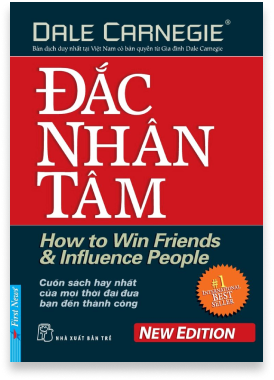 DALE CARNEGIE®
Bản dịch duy nhất tại Việt Nam có bản quyền từ Gia đình Dale Carnegie
ĐẮC
NHÂN
TÂM
How to Win Friends
& Influence People
Cuốn sách hay nhất
của mọi thời đại đưa
bạn đến thành công
#1
INTERNATIONAL
BEST
SELLER
First News
NHÀ XUẤT BẢN TRẺ
NEW EDITION